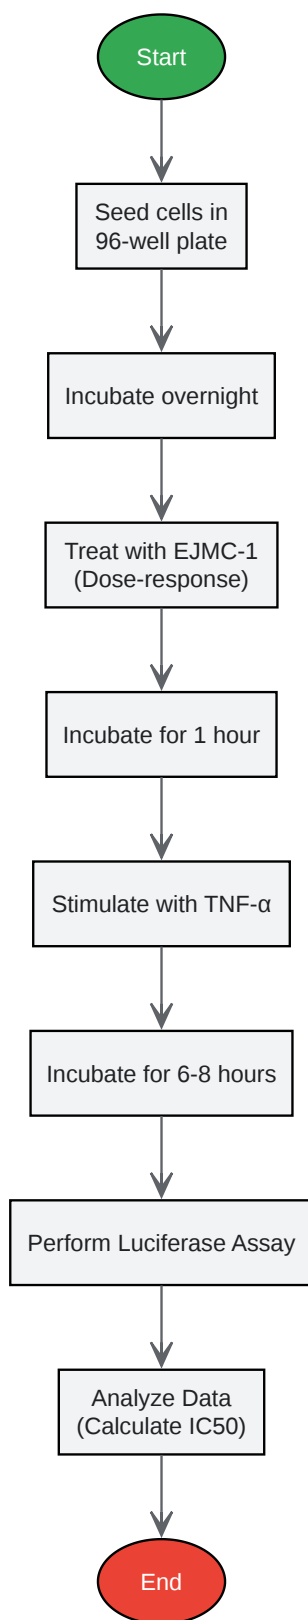 Start
Seed cells in
96-well plate
Incubate overnight
Treat with EJMC-1
(Dose-response)
Incubate for 1 hour
Stimulate with TNF-α
Incubate for 6-8 hours
Perform Luciferase Assay
Analyze Data
(Calculate IC50)
End